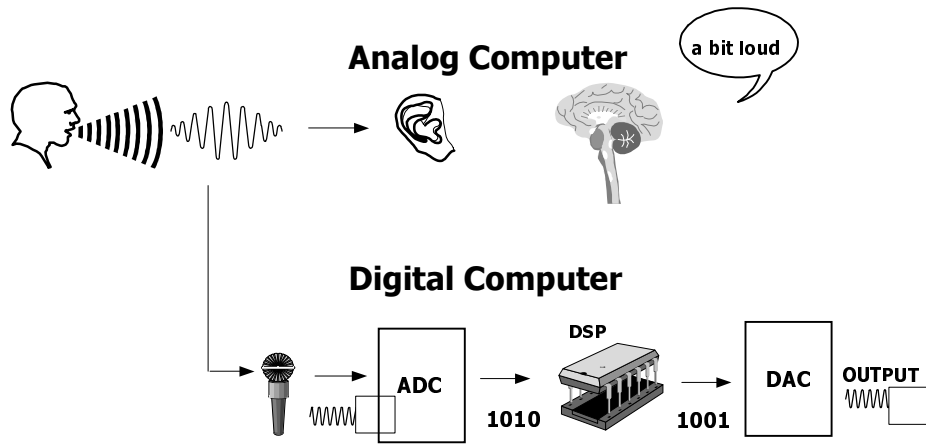 Analog Computer
a bit loud
Digital Computer
DSP
ADC
1010
1001
DAC
OUTPUT